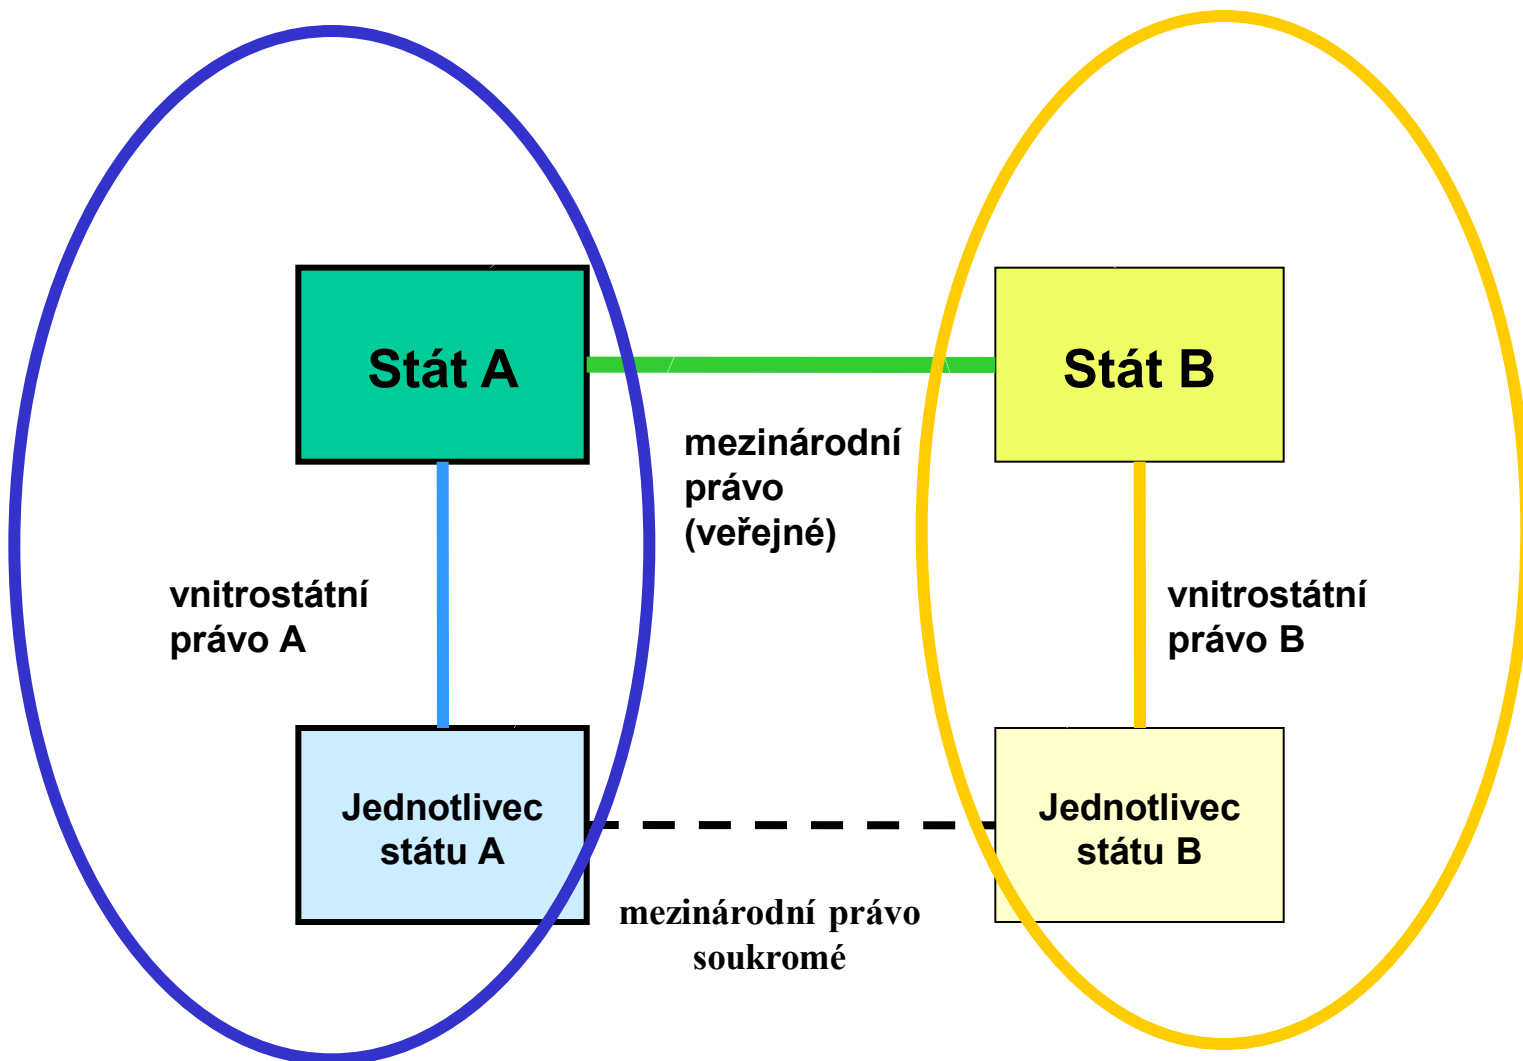 Stát A
Stát B
mezinárodní
právo
(veřejné)
vnitrostátní
právo A
vnitrostátní
právo B
Jednotlivec
státu A
Jednotlivec
státu B
mezinárodní právo
soukromé